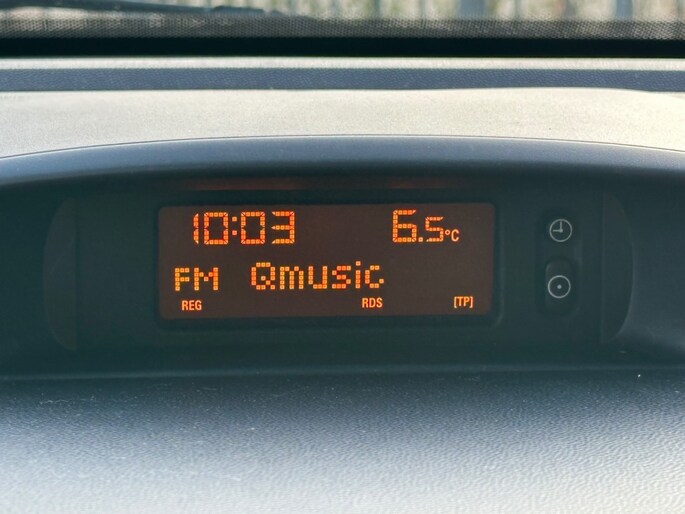 10:03 6.5°C
FM Qmusic
REG RDS [TP]